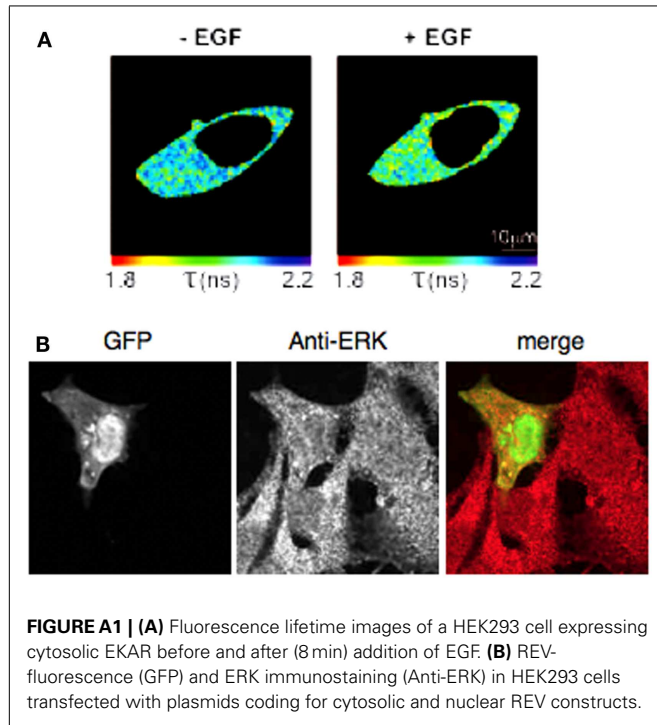 A
- EGF
+ EGF
10µm
1.8 τ(ns) 2.2
1.8 τ(ns) 2.2
B
GFP
Anti-ERK
merge
FIGURE A1 | (A) Fluorescence lifetime images of a HEK293 cell expressing
cytosolic EKAR before and after (8 min) addition of EGF. (B) REV-
fluorescence (GFP) and ERK immunostaining (Anti-ERK) in HEK293 cells
transfected with plasmids coding for cytosolic and nuclear REV constructs.